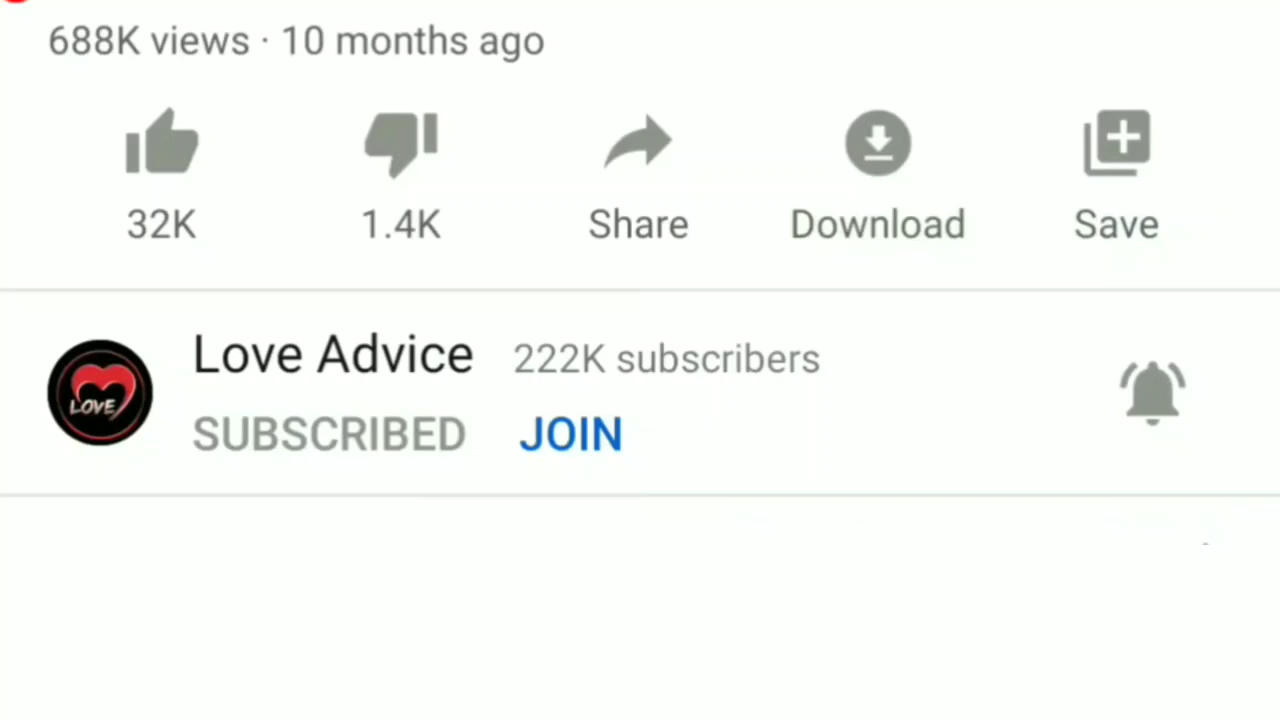 688K views · 10 months ago
32K 1.4K Share Download Save
Love Advice 222K subscribers
LOVE
SUBSCRIBED JOIN